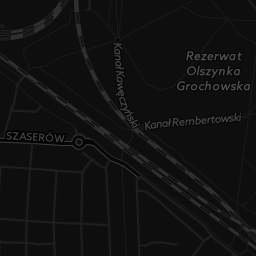 Rezerwat
Olszynka
Grochowska
Kanał Kawęczyński
Kanał Rembertowski
SZASERÓW